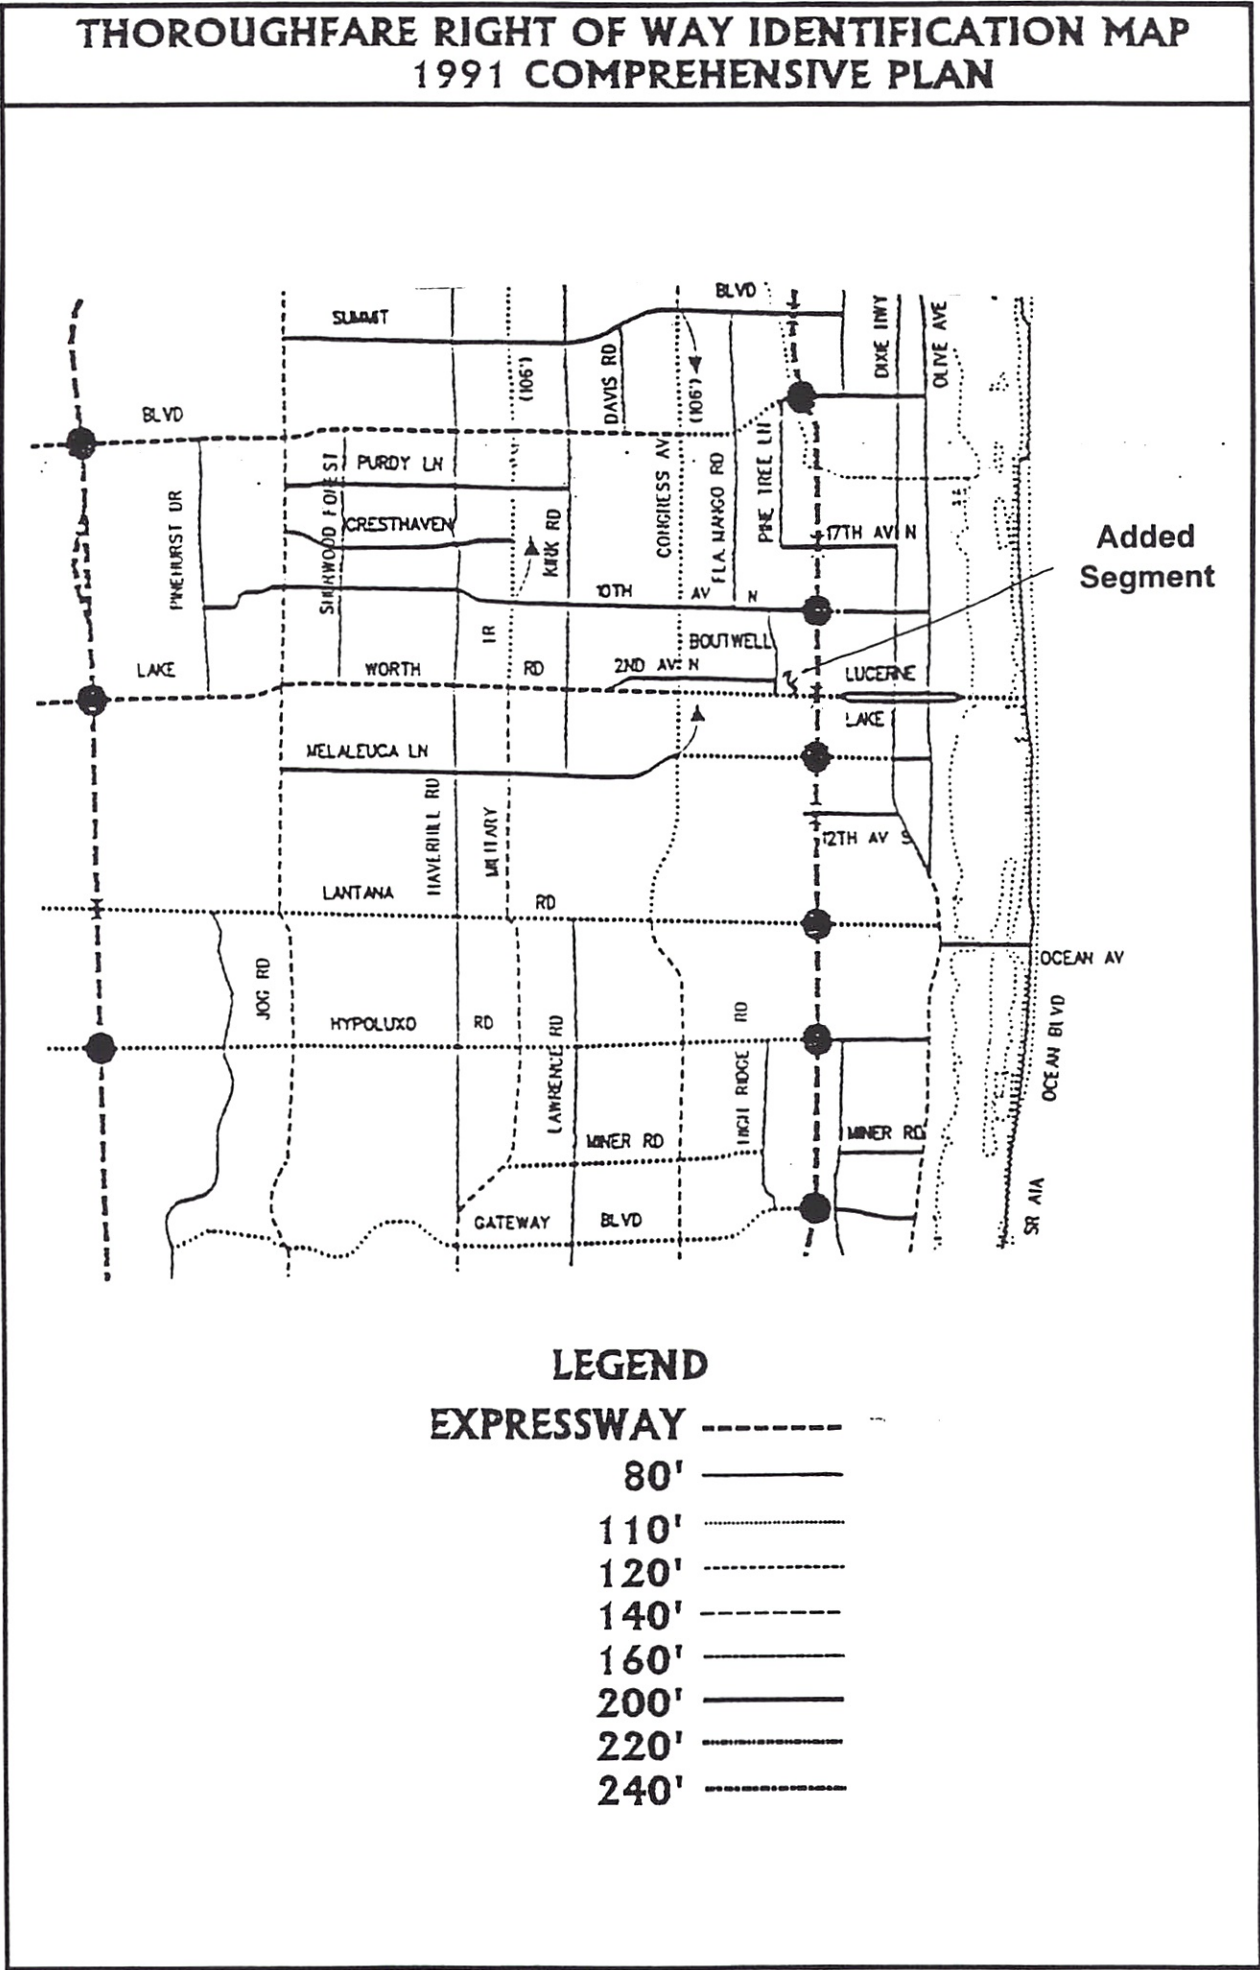 THOROUGHFARE RIGHT OF WAY IDENTIFICATION MAP
1991 COMPREHENSIVE PLAN
BLVD
SUMMIT
DIXIE HWY
OLIVE AVE
(106')
DAVIS RD
(106')
BLVD
PURDY LN
SHERWOOD FOREST
CONGRESS AV
FLA. MANGO RD
PINE TREE LN
PINEHURST DR
CRESTHAVEN
KIRK RD
17TH AV N
Added
Segment
10TH
AV
N
TR
BOUTWELL
LAKE
WORTH
RD
2ND AV N
LUCERNE
LAKE
MELALEUCA LN
HAVERHILL RD
MILITARY
12TH AV S
LANTANA
RD
OCEAN AV
JOG RD
HYPOLUXO
RD
LAWRENCE RD
HIGH RIDGE RD
OCEAN BLVD
MINER RD
MINER RD
GATEWAY
BLVD
SR A1A
LEGEND
EXPRESSWAY
80'
110'
120'
140'
160'
200'
220'
240'